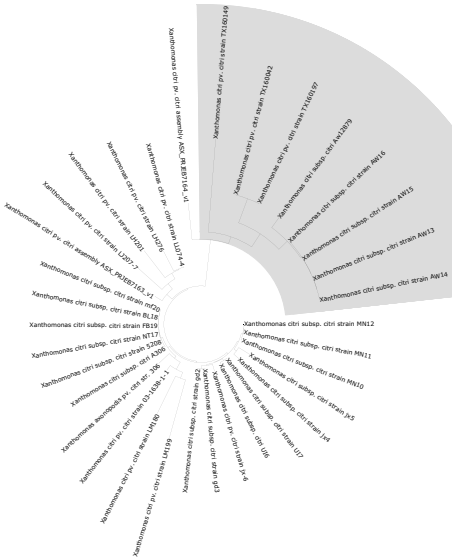 Xanthomonas citri pv. citri strain TX160149
Xanthomonas citri pv. citri strain TX160042
Xanthomonas citri pv. citri strain TX160197
Xanthomonas citri subsp. citri Aw12879
Xanthomonas citri subsp. citri strain AW16
Xanthomonas citri subsp. citri strain AW15
Xanthomonas citri subsp. citri strain AW13
Xanthomonas citri subsp. citri strain AW14
Xanthomonas citri subsp. citri strain MN12
Xanthomonas citri subsp. citri strain MN11
Xanthomonas citri subsp. citri strain MN10
Xanthomonas citri subsp. citri strain jx5
Xanthomonas citri subsp. citri strain jx4
Xanthomonas citri subsp. citri strain UI7
Xanthomonas citri subsp. citri UI6
Xanthomonas citri pv. citri strain jx-6
Xanthomonas citri subsp. citri strain gd3
Xanthomonas citri subsp. citri strain gd2
Xanthomonas citri pv. citri strain LM199
Xanthomonas citri pv. citri strain LM180
Xanthomonas citri pv. citri strain 03-1638-1-1
Xanthomonas axonopodis pv. citri str. 306
Xanthomonas citri subsp. citri A306
Xanthomonas citri subsp. citri strain 5208
Xanthomonas citri subsp. citri strain NT17
Xanthomonas citri subsp. citri strain FB19
Xanthomonas citri subsp. citri strain BL18
Xanthomonas citri subsp. citri strain mf20
Xanthomonas citri pv. citri assembly ASX_PRJEB7163_v1
Xanthomonas citri pv. citri strain LJ207-7
Xanthomonas citri pv. citri strain LH201
Xanthomonas citri pv. citri strain LH276
Xanthomonas citri pv. citri strain LL074-4
Xanthomonas citri pv. citri assembly ASX_PRJEB7164_v1